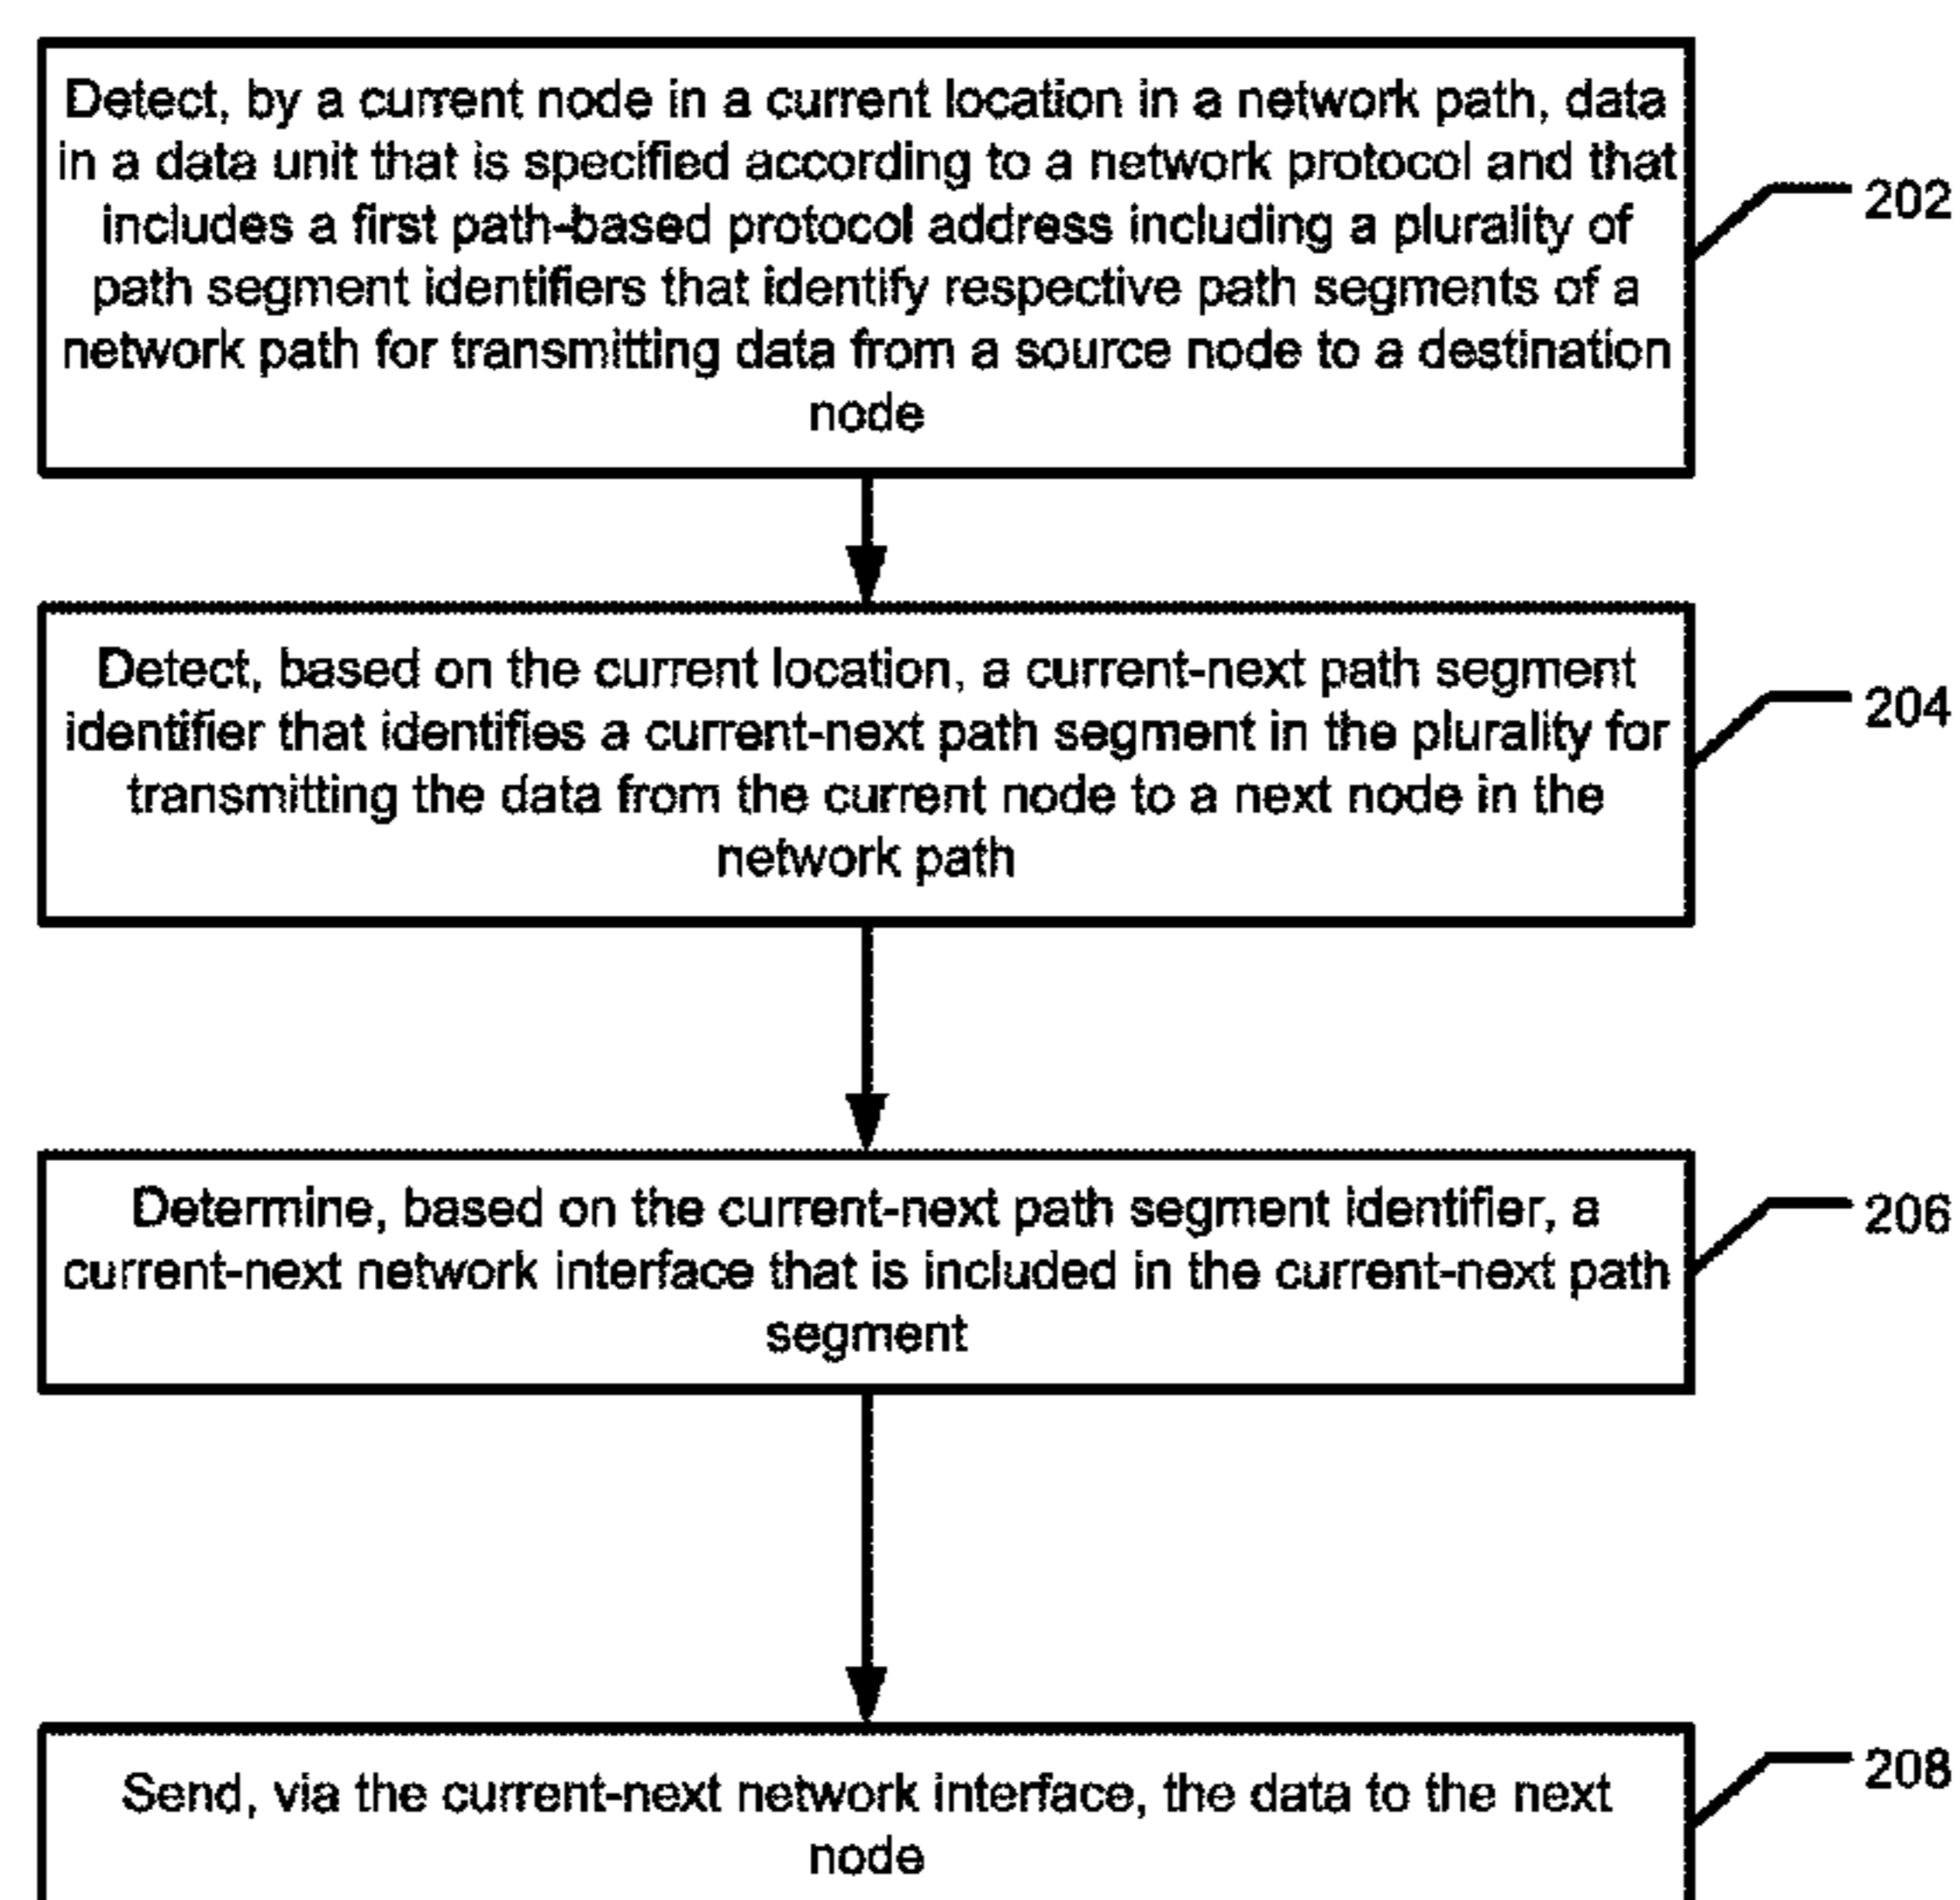 Detect, by a current node in a current location in a network path, data
in a data unit that is specified according to a network protocol and that
includes a first path-based protocol address including a plurality of
path segment identifiers that identify respective path segments of a
network path for transmitting data from a source node to a destination
node
202
Detect, based on the current location, a current-next path segment
identifier that identifies a current-next path segment in the plurality for
transmitting the data from the current node to a next node in the
network path
204
Determine, based on the current-next path segment identifier, a
current-next network interface that is included in the current-next path
segment
206
Send, via the current-next network interface, the data to the next
node
208